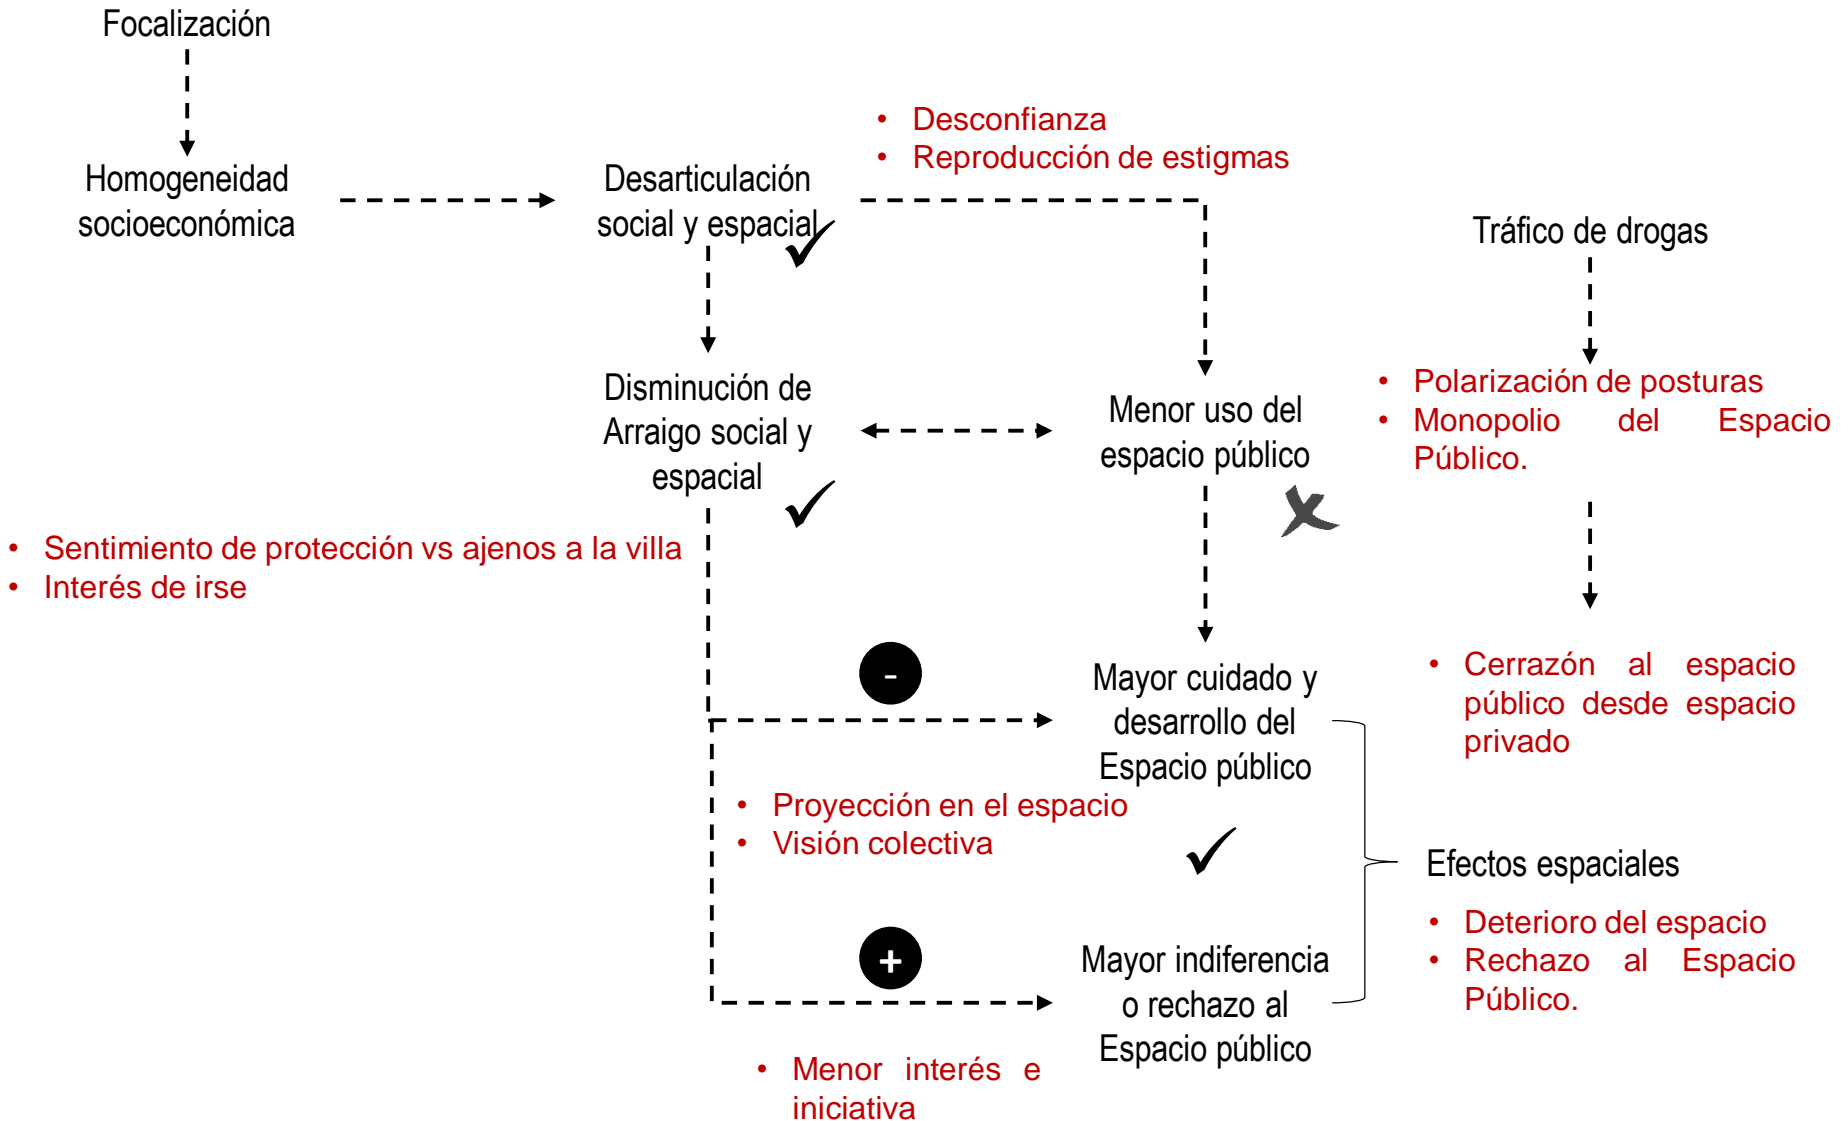 Focalización
• Desconfianza
• Reproducción de estigmas
Homogeneidad
socioeconómica
Desarticulación
social y espacial
Tráfico de drogas
Disminución de
Arraigo social y
espacial
Menor uso del
espacio público
• Polarización de posturas
• Monopolio del Espacio
Público.
• Sentimiento de protección vs ajenos a la villa
• Interés de irse
-
Mayor cuidado y
desarrollo del
Espacio público
• Cerrazón al espacio
público desde espacio
privado
• Proyección en el espacio
• Visión colectiva
Efectos espaciales
• Deterioro del espacio
• Rechazo al Espacio
Público.
+
Mayor indiferencia
o rechazo al
Espacio público
• Menor interés e
iniciativa